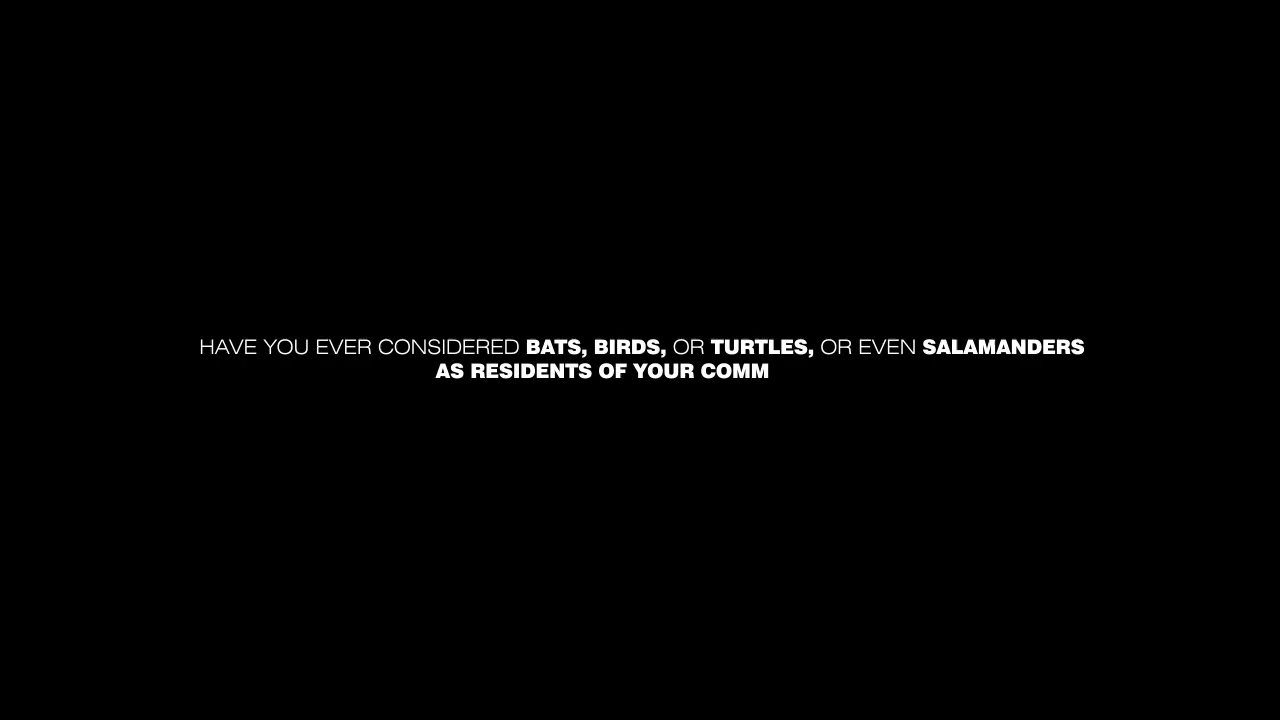 HAVE YOU EVER CONSIDERED BATS, BIRDS, OR TURTLES, OR EVEN SALAMANDERS
AS RESIDENTS OF YOUR COMM